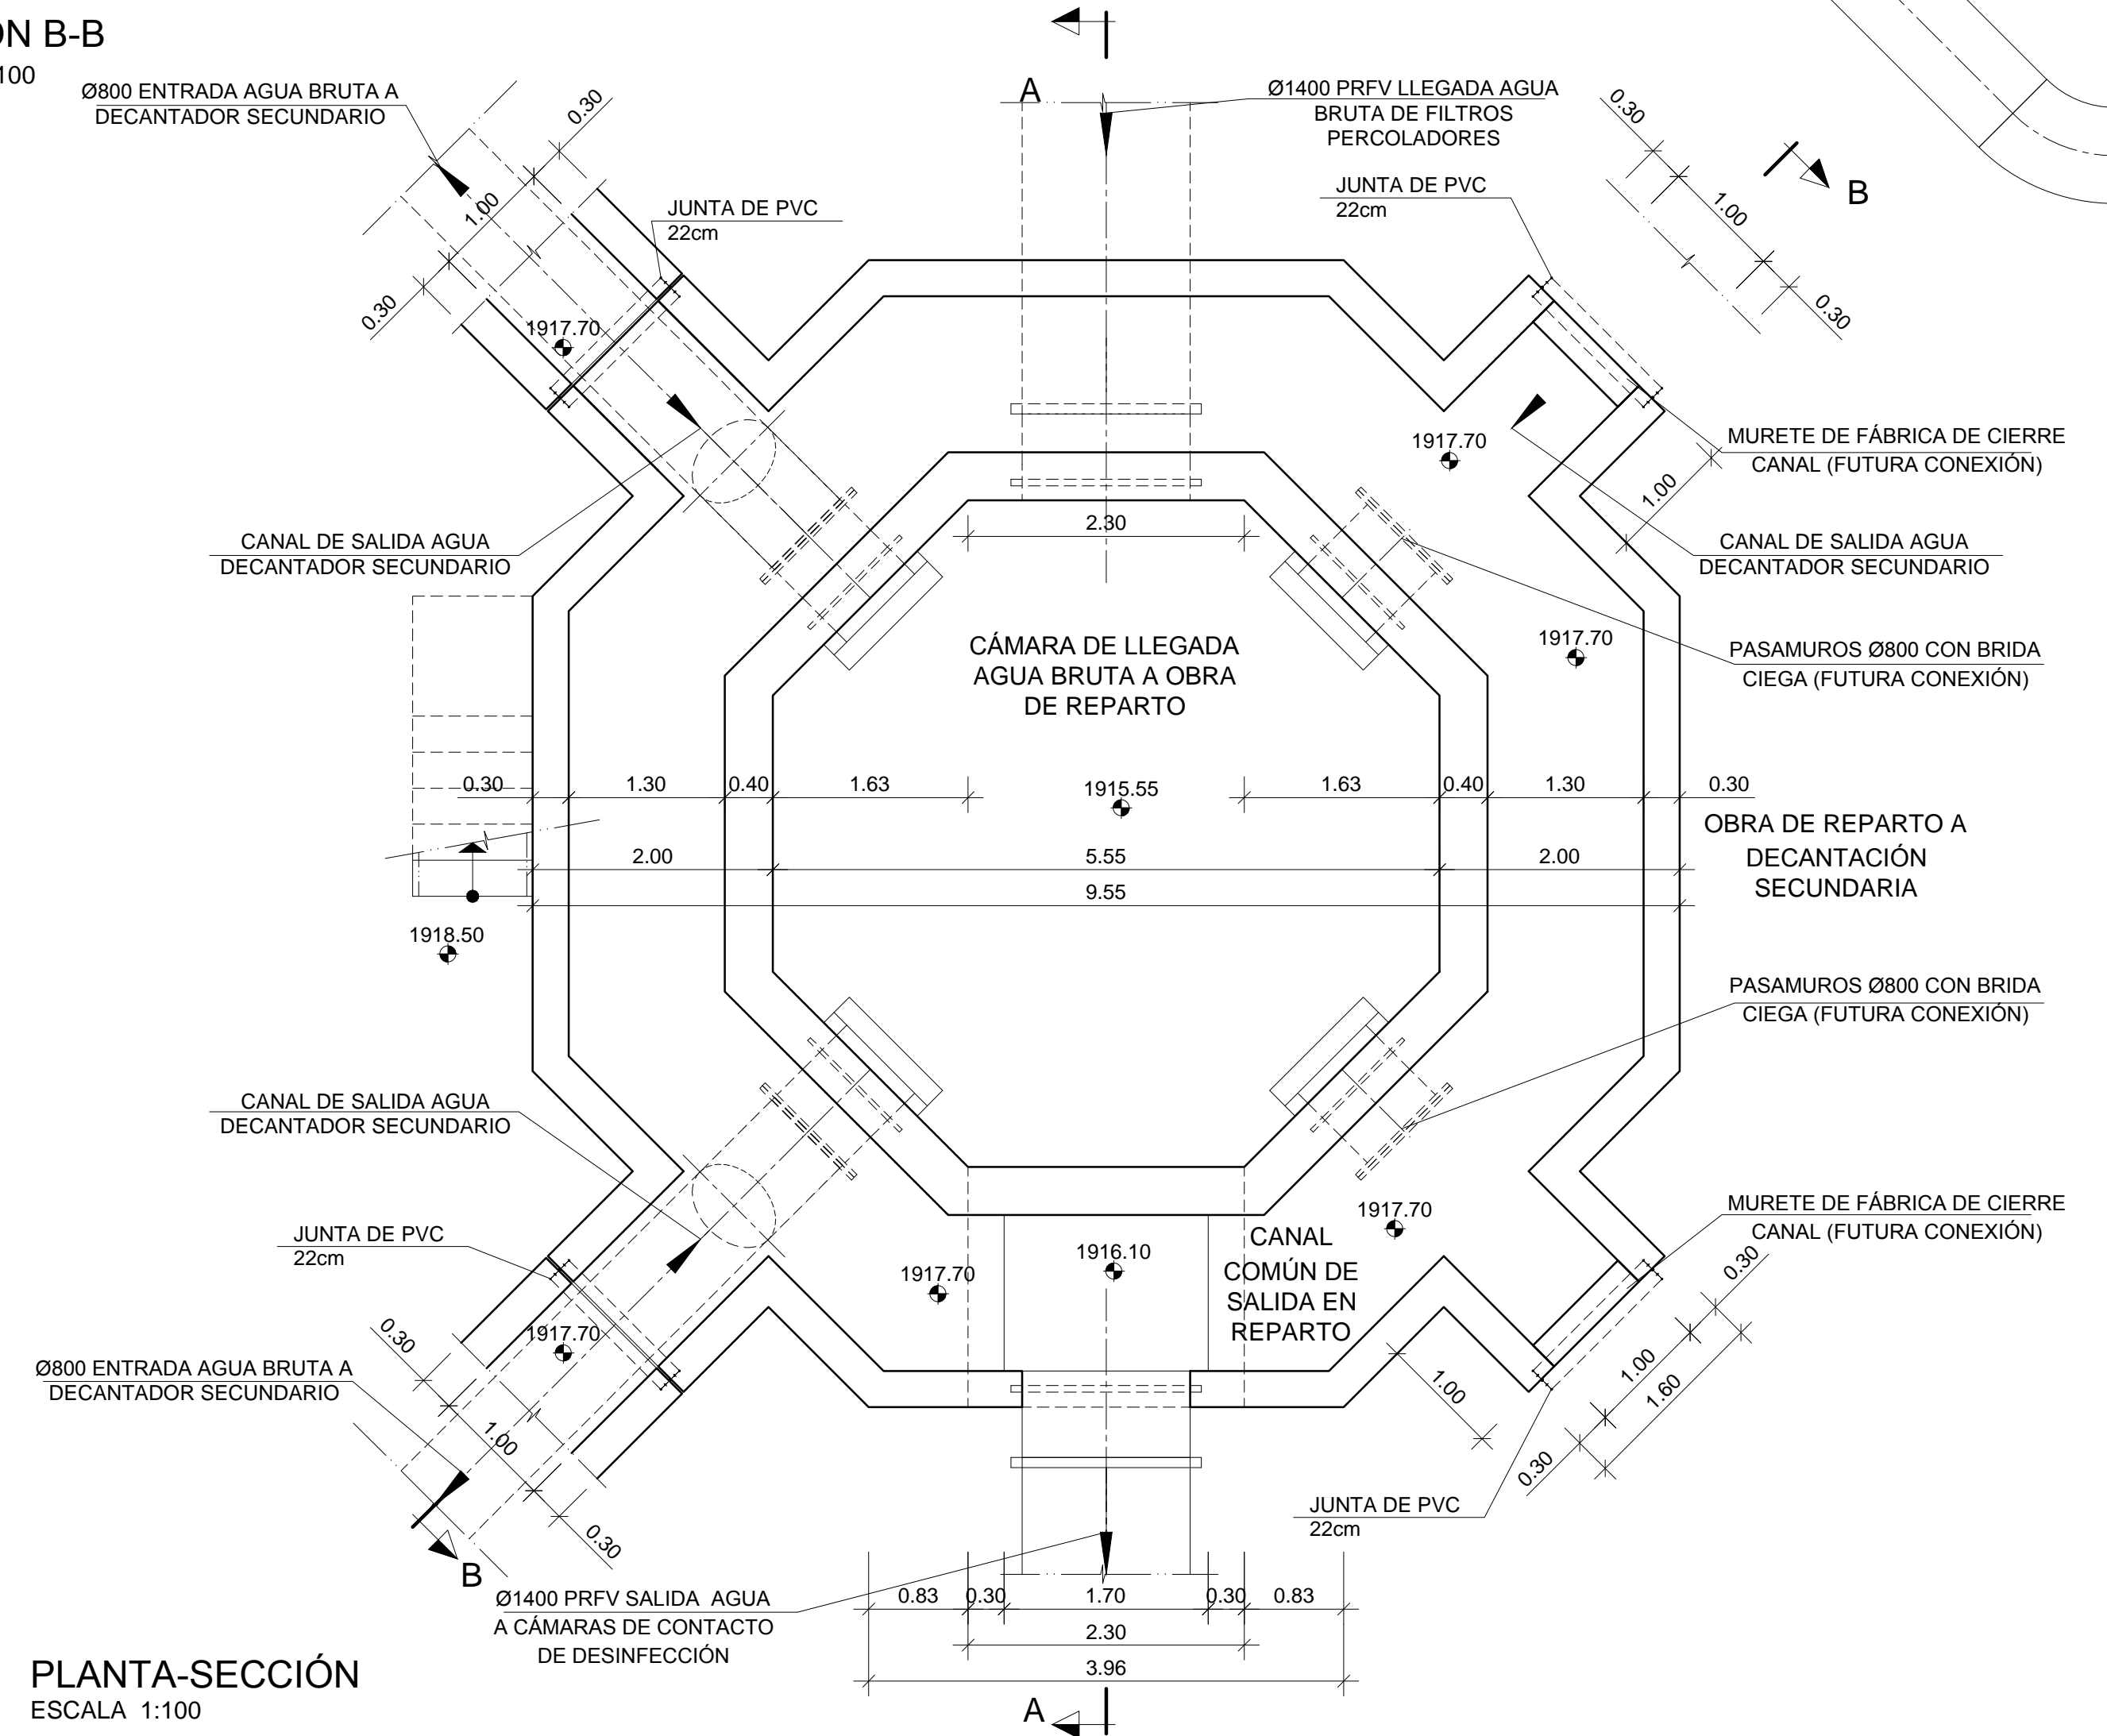 ÓN B-B
100
A
Ø800 ENTRADA AGUA BRUTA A
DECANTADOR SECUNDARIO
0.30
1.00
0.30
JUNTA DE PVC
22cm
1917.70
Ø1400 PRFV LLEGADA AGUA
BRUTA DE FILTROS
PERCOLADORES
JUNTA DE PVC
22cm
0.30
1.00
0.30
B
1917.70
MURETE DE FÁBRICA DE CIERRE
CANAL (FUTURA CONEXIÓN)
1.00
CANAL DE SALIDA AGUA
DECANTADOR SECUNDARIO
2.30
CANAL DE SALIDA AGUA
DECANTADOR SECUNDARIO
CÁMARA DE LLEGADA
AGUA BRUTA A OBRA
DE REPARTO
1917.70
PASAMUROS Ø800 CON BRIDA
CIEGA (FUTURA CONEXIÓN)
0.30
1.30
0.40
1.63
1915.55
1.63
0.40
1.30
0.30
OBRA DE REPARTO A
DECANTACIÓN
SECUNDARIA
2.00
5.55
2.00
9.55
1918.50
PASAMUROS Ø800 CON BRIDA
CIEGA (FUTURA CONEXIÓN)
CANAL DE SALIDA AGUA
DECANTADOR SECUNDARIO
JUNTA DE PVC
22cm
1917.70
1916.10
CANAL
COMÚN DE
SALIDA EN
REPARTO
1917.70
MURETE DE FÁBRICA DE CIERRE
CANAL (FUTURA CONEXIÓN)
0.30
1917.70
Ø800 ENTRADA AGUA BRUTA A
DECANTADOR SECUNDARIO
1.00
0.30
B
1.00
0.30
1.00
1.60
0.30
JUNTA DE PVC
22cm
Ø1400 PRFV SALIDA  AGUA
A CÁMARAS DE CONTACTO
DE DESINFECCIÓN
0.83
0.30
1.70
0.30
0.83
2.30
3.96
A
PLANTA-SECCIÓN
ESCALA  1:100